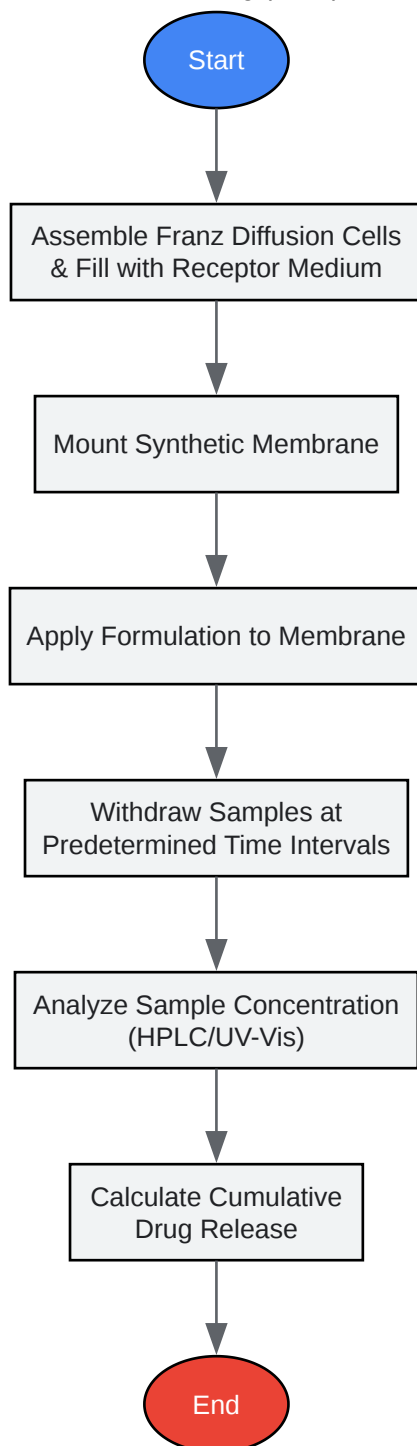 Start
Assemble Franz Diffusion Cells
& Fill with Receptor Medium
Mount Synthetic Membrane
Apply Formulation to Membrane
Withdraw Samples at
Predetermined Time Intervals
Analyze Sample Concentration
(HPLC/UV-Vis)
Calculate Cumulative
Drug Release
End